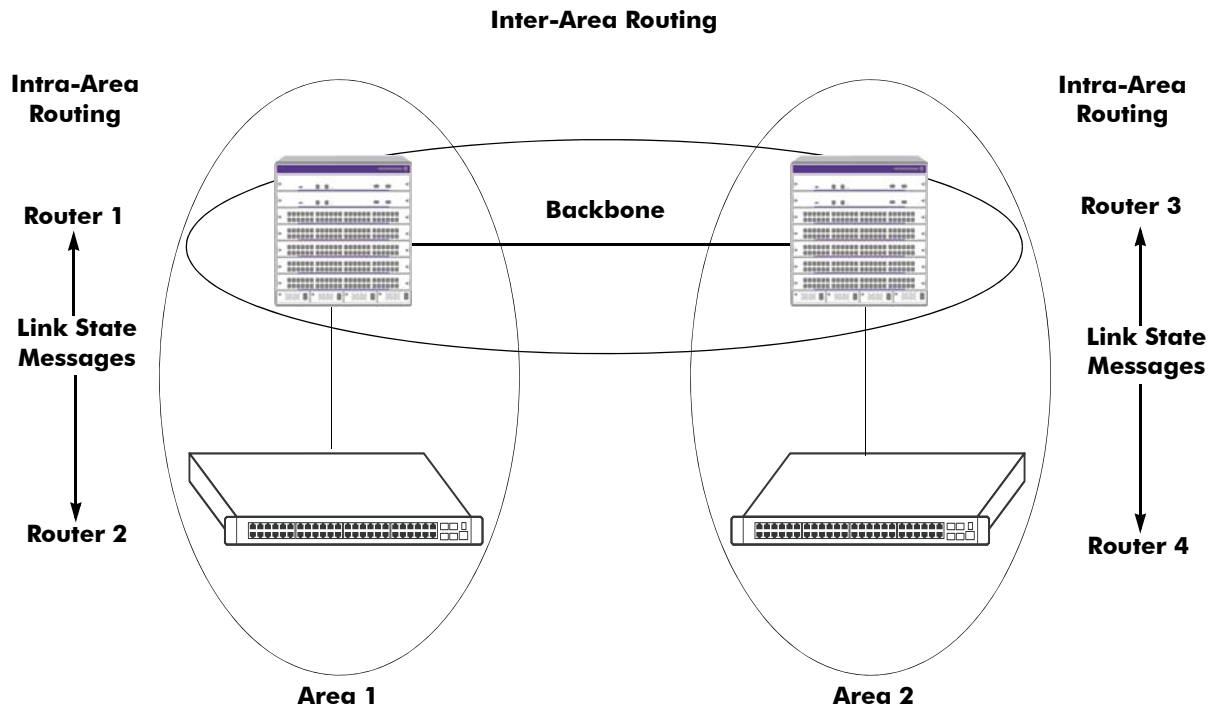 Inter-Area Routing
Intra-Area
Routing
Intra-Area
Routing
Router 1
Backbone
Router 3
Link State
Messages
Link State
Messages
Router 2
Router 4
Area 1
Area 2